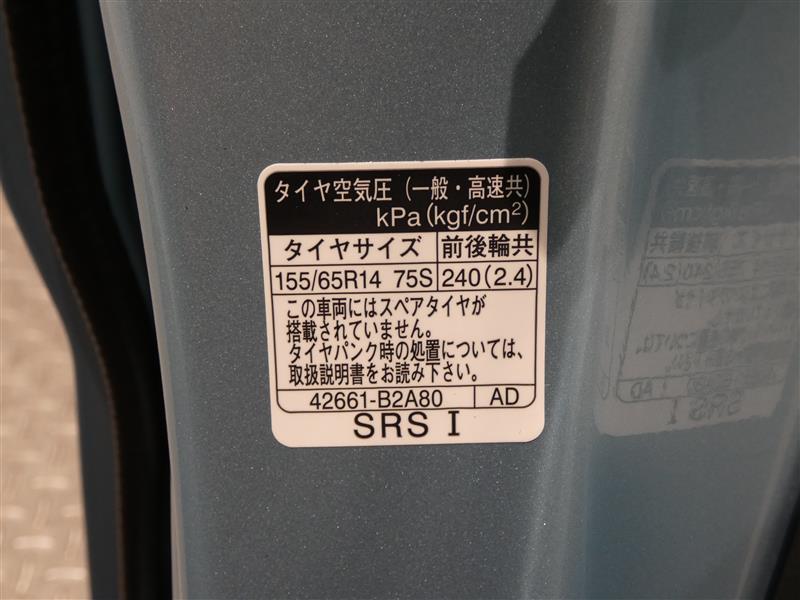 タイヤ空気圧（一般・高速共）
kPa(kgf/cm²)
タイヤサイズ 前後輪共
155/65R14 75S 240(2.4)
この車両にはスペアタイヤが
搭載されていません。
タイヤパンク時の処置については、
取扱説明書をお読み下さい。
42661-B2A80 AD
SRS I